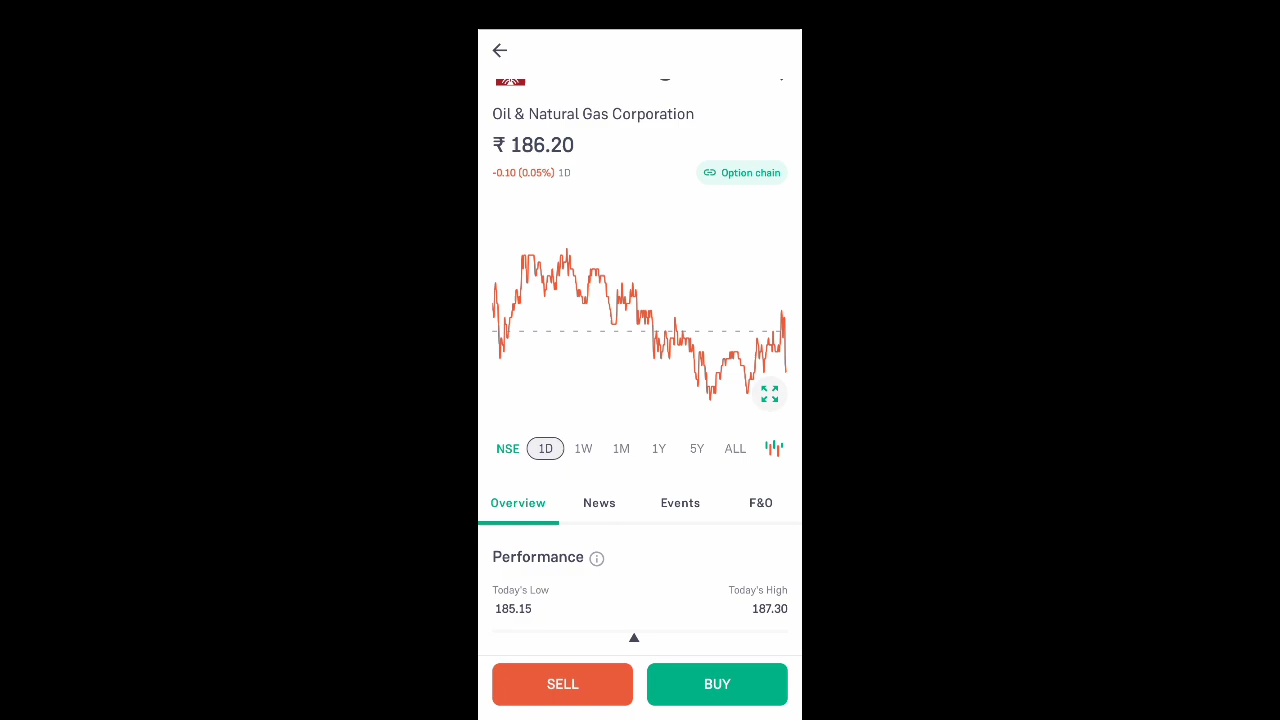 Oil & Natural Gas Corporation
₹ 186.20
-0.10 (0.05%) 1D
Option chain
NSE 1D 1W 1M 1Y 5Y ALL
Overview News Events F&O
Performance
Today's Low Today's High
185.15 187.30
SELL BUY